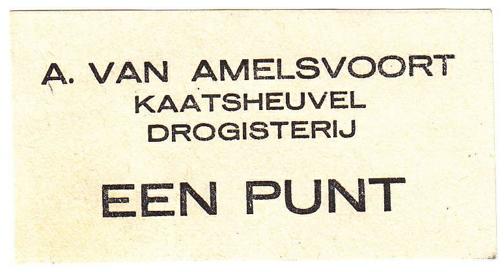 A. VAN AMELSVOORT
KAATSHEUVEL
DROGISTERIJ
EEN PUNT